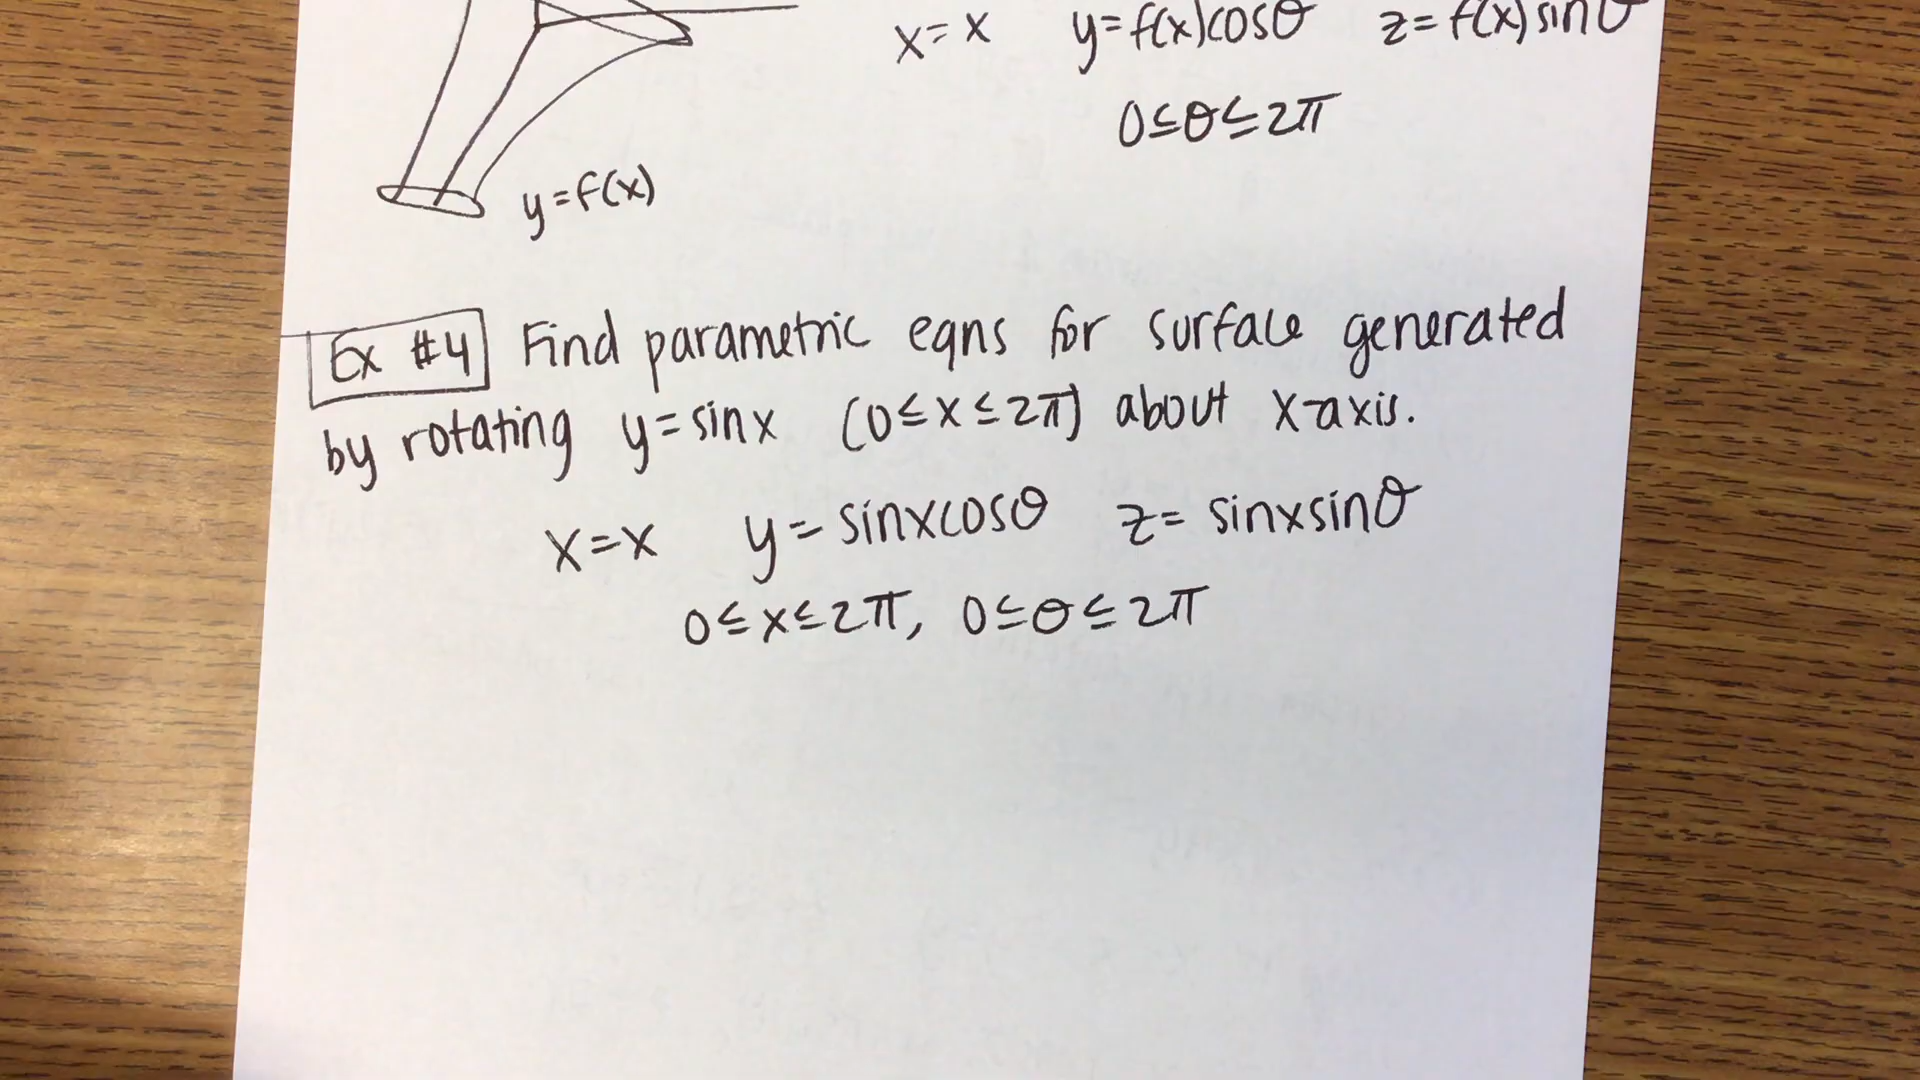 x=x y=f(x)cosθ z=f(x)sinθ
0≤θ≤2π
y=f(x)
Ex #4 Find parametric eqns for surface generated
by rotating y=sinx (0≤x≤2π) about x-axis.
x=x y=sinxcosθ z=sinxsinθ
0≤x≤2π, 0≤θ≤2π